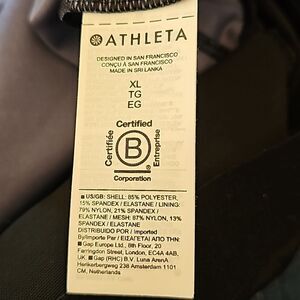 ATHLETA
DESIGNED IN SAN FRANCISCO
CONÇU À SAN FRANCISCO
MADE IN SRI LANKA
XL
TG
EG
Certified
Certifiée
B
Entreprise
Corporation
■ US/GB: SHELL: 85% POLYESTER,
15% SPANDEX / ELASTANE / LINING:
79% NYLON, 21% SPANDEX /
ELASTANE / MESH: 87% NYLON, 13%
SPANDEX / ELASTANE
DISTRIBUIDO POR / Imported
By/Importé Par / ΕΙΣΑΓΕΤΑΙ ΑΠΟ ΤΗΝ:
■ Gap Europe Ltd., 8th Floor, 20
Farringdon Street, London, EC4A 4AB,
UK. ■ Gap (RHC) B.V. Luna ArenA
Herikerbergweg 238 Amsterdam 1101
CM, Netherlands